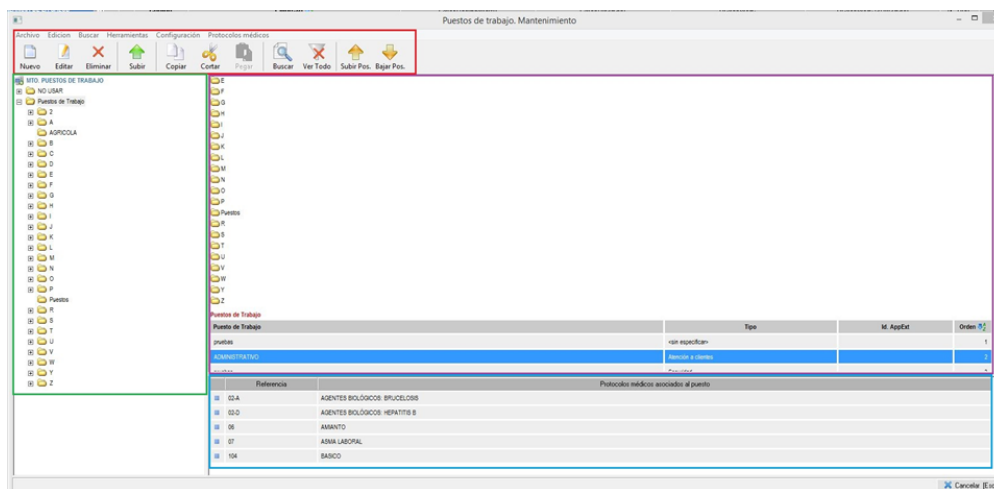 Puestos de trabajo. Mantenimiento
Archivo Edicion Buscar Herramientas Configuración Protocolos médicos
Nuevo Editar Eliminar Subir Copiar Cortar Pegar Buscar Ver Todo Subir Pos. Bajar Pos.
MTO. PUESTOS DE TRABAJO
NO USAR
Puestos de Trabajo
2
A
AGRICOLA
B
C
D
E
F
G
H
I
J
K
L
M
N
O
P
Puestos
R
S
T
U
V
W
Y
Z
E
F
G
H
I
J
K
L
M
N
O
P
Puestos
R
S
T
U
V
W
Y
Z
Puestos de Trabajo
Puesto de Trabajo Tipo Id. AppExt Orden
pruebas <sin especificar> 1
ADMINISTRATIVO Atención a clientes 2
Referencia Protocolos médicos asociados al puesto
02-A AGENTES BIOLÓGICOS: BRUCELOSIS
02-D AGENTES BIOLÓGICOS: HEPATITIS B
06 AMIANTO
07 ASMA LABORAL
104 BASICO
Cancelar [Esc